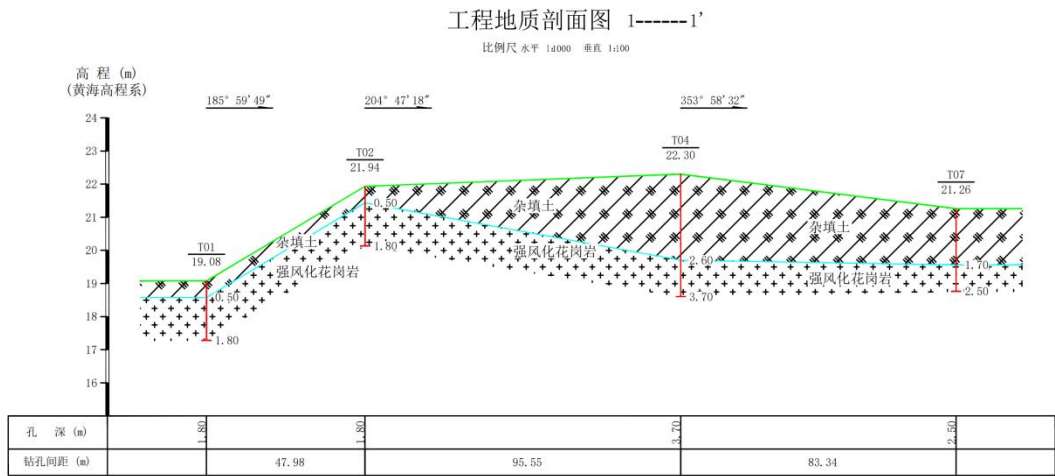 工程地质剖面图 1------1'
比例尺 水平 1:1000 垂直 1:100
高 程 (m)
(黄海高程系)
185° 59'49"
204° 47'18"
353° 58'32"
24
23
22
21
20
19
18
17
16
T01
19.08
T02
21.94
T04
22.30
T07
21.26
杂填土
强风化花岗岩
杂填土
强风化花岗岩
杂填土
强风化花岗岩
0.50
1.80
0.50
1.80
2.60
3.70
1.70
2.50
孔 深 (m) 1.80 1.80 3.70 2.50
钻孔间距 (m) 47.98 95.55 83.34